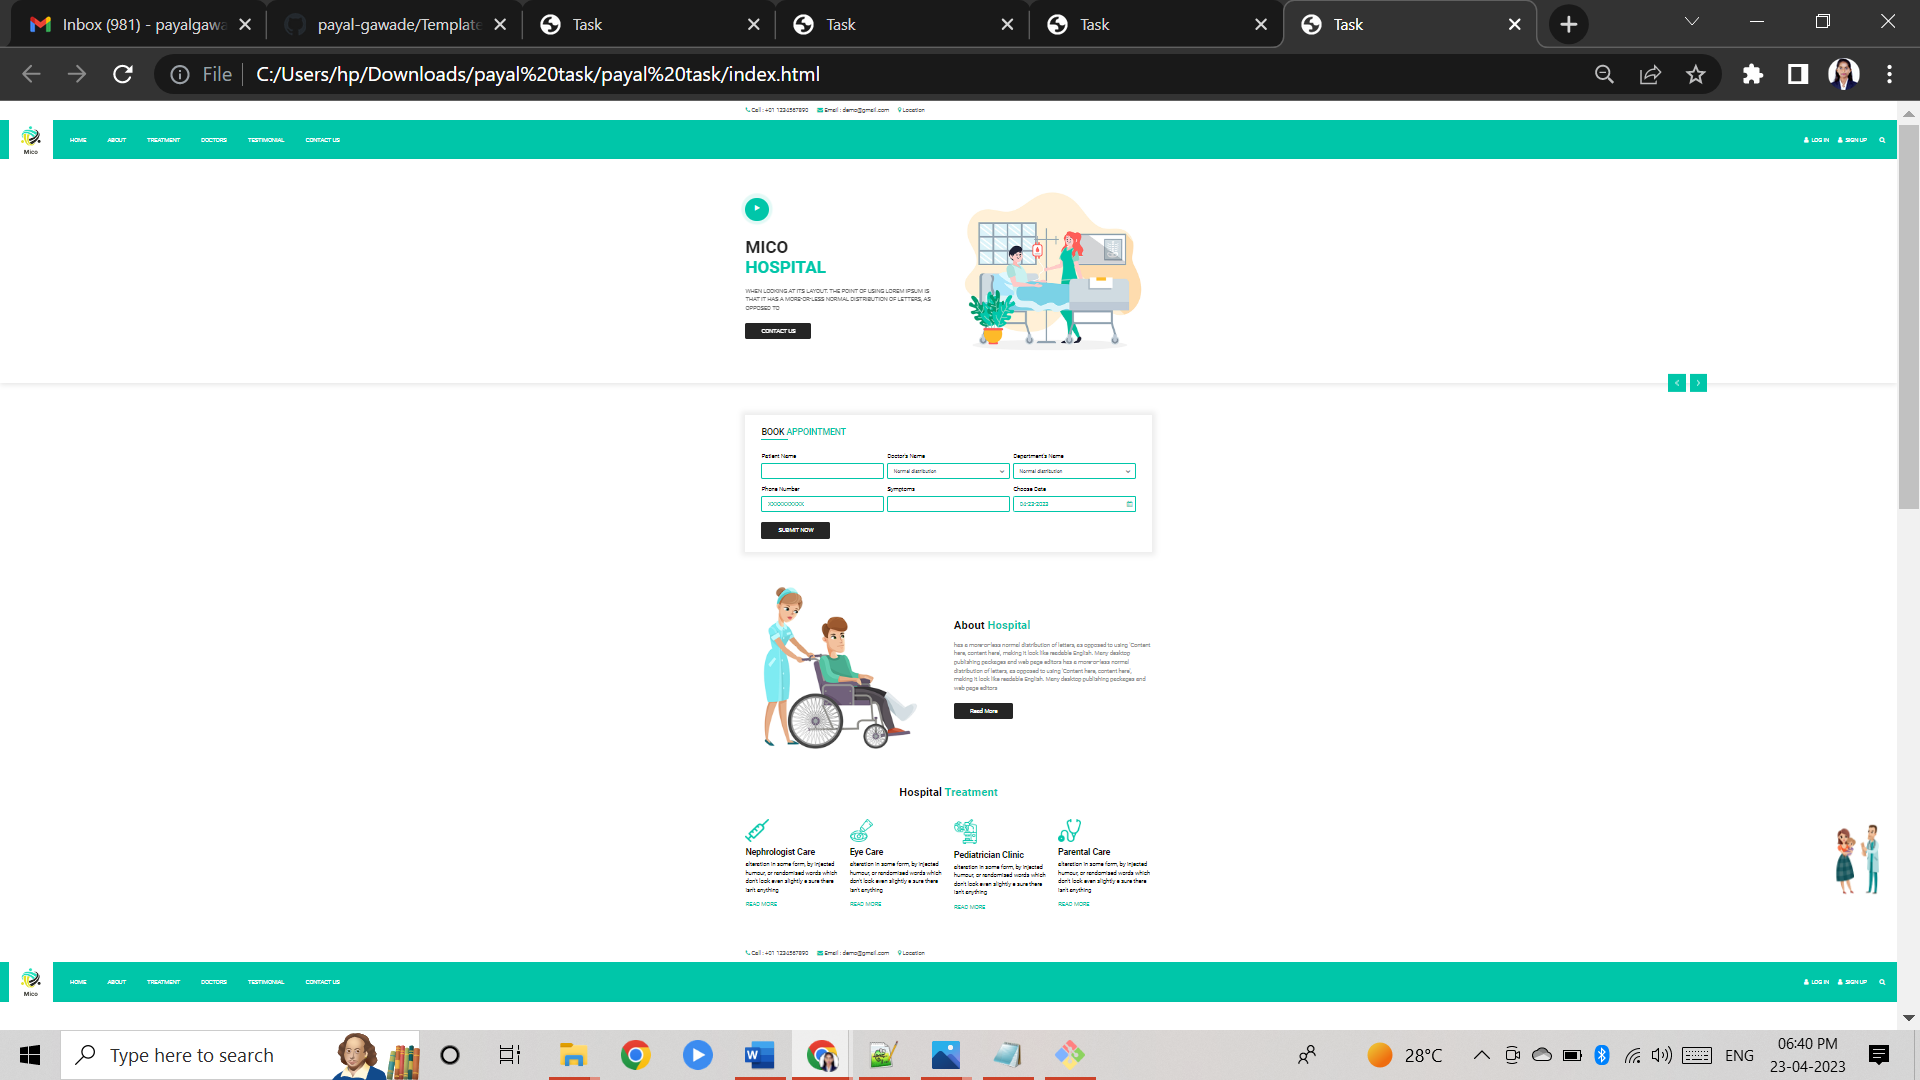 Inbox (981) - payalgaw
payal-gawade/Template
Task
Task
Task
Task
File
C:/Users/hp/Downloads/payal%20task/payal%20task/index.html
Call : +01 1234567890 Email : demo@gmail.com Location
Mico
HOME ABOUT TREATMENT DOCTORS TESTIMONIAL CONTACT US
LOG IN SIGN UP
MICO
HOSPITAL
WHEN LOOKING AT ITS LAYOUT. THE POINT OF USING LOREM IPSUM IS
THAT IT HAS A MORE-OR-LESS NORMAL DISTRIBUTION OF LETTERS, AS
OPPOSED TO
CONTACT US
BOOK APPOINTMENT
Patient Name Doctor's Name Department's Name
Normal distribution Normal distribution
Phone Number Symptoms Choose Date
XXXXXXXXXX 04-23-2023
SUBMIT NOW
About Hospital
has a more-or-less normal distribution of letters, as opposed to using 'Content
here, content here', making it look like readable English. Many desktop
publishing packages and web page editors has a more-or-less normal
distribution of letters, as opposed to using 'Content here, content here',
making it look like readable English. Many desktop publishing packages and
web page editors
Read More
Hospital Treatment
Nephrologist Care
alteration in some form, by injected
humour, or randomised words which
don't look even slightly e sure there
isn't anything
READ MORE
Eye Care
alteration in some form, by injected
humour, or randomised words which
don't look even slightly e sure there
isn't anything
READ MORE
Pediatrician Clinic
alteration in some form, by injected
humour, or randomised words which
don't look even slightly e sure there
isn't anything
READ MORE
Parental Care
alteration in some form, by injected
humour, or randomised words which
don't look even slightly e sure there
isn't anything
READ MORE
Call : +01 1234567890 Email : demo@gmail.com Location
Mico
HOME ABOUT TREATMENT DOCTORS TESTIMONIAL CONTACT US
LOG IN SIGN UP
Type here to search
28°C
ENG
06:40 PM
23-04-2023